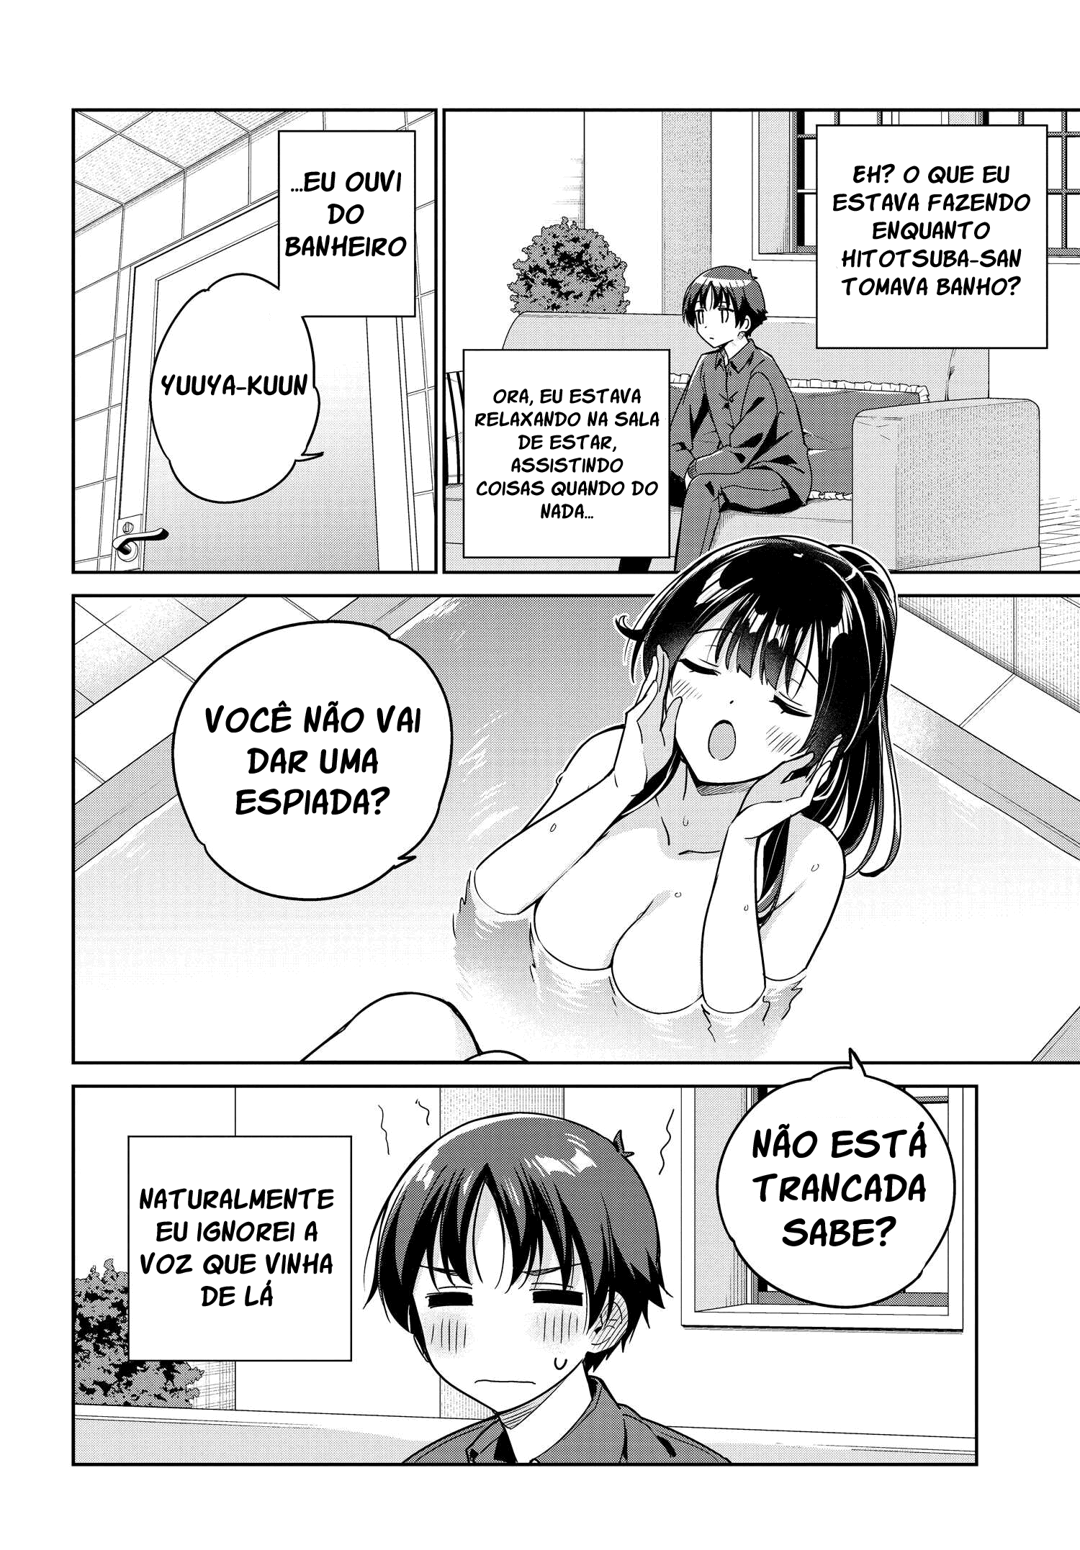 EH? O QUE EU
ESTAVA FAZENDO
ENQUANTO
HITOTSUBA-SAN
TOMAVA BANHO?
ORA, EU ESTAVA
RELAXANDO NA SALA
DE ESTAR,
ASSISTINDO
COISAS QUANDO DO
NADA...
...EU OUVI
DO
BANHEIRO
YUUYA-KUUN
VOCÊ NÃO VAI
DAR UMA
ESPIADA?
NÃO ESTÁ
TRANCADA
SABE?
NATURALMENTE
EU IGNOREI A
VOZ QUE VINHA
DE LÁ